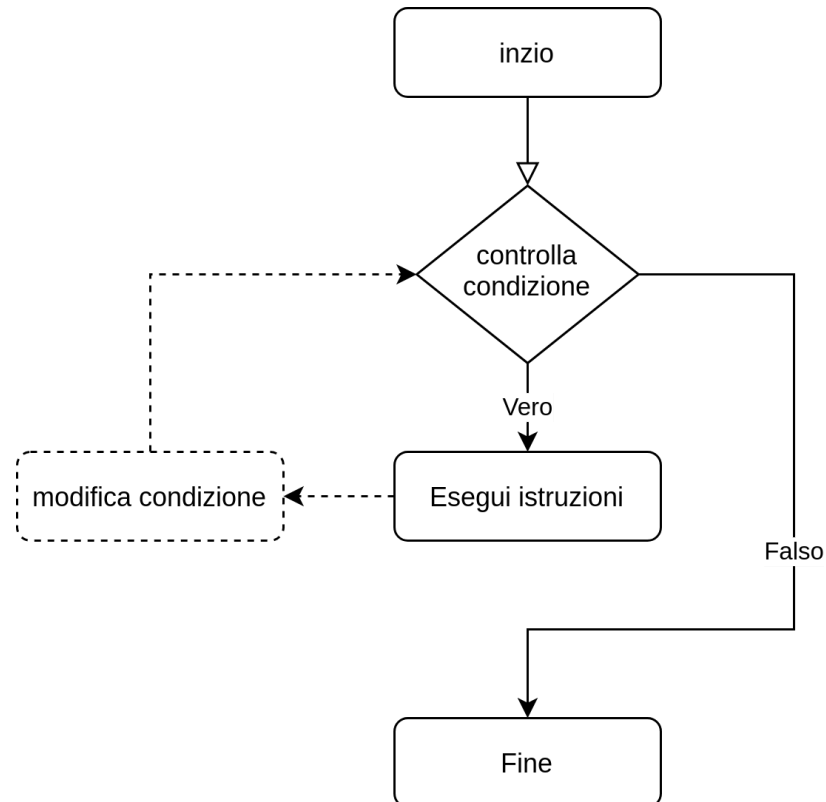 inzio
controlla
condizione
Vero
modifica condizione
Esegui istruzioni
Falso
Fine